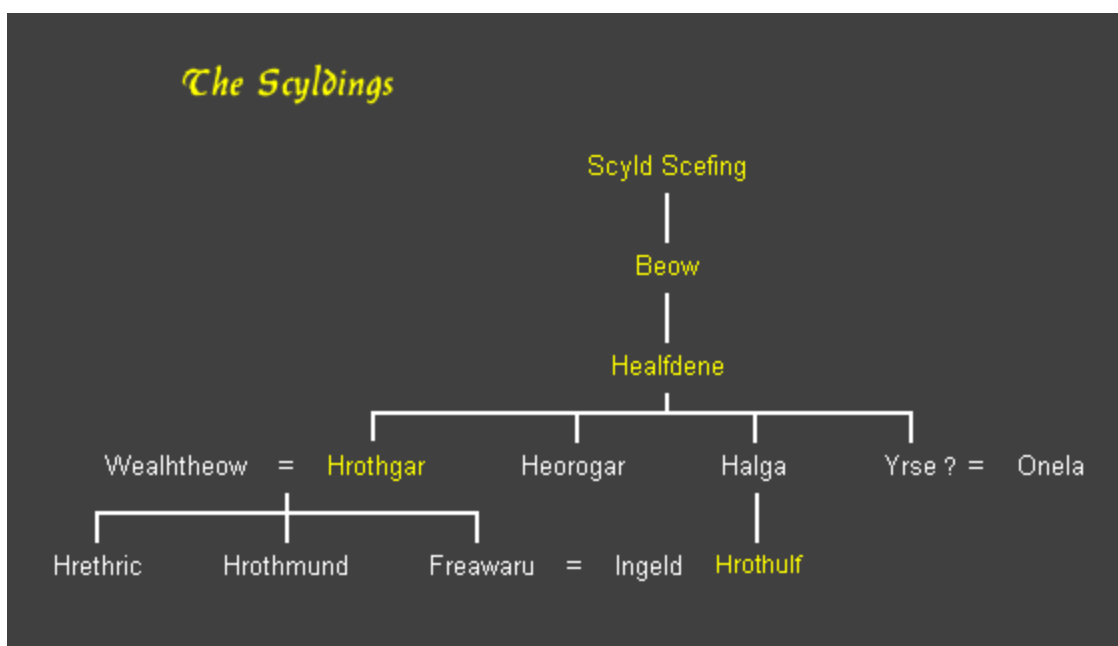 The Scyldings
Scyld Scefing
Beow
Healfdene
Wealhtheow = Hrothgar Heorogar Halga Yrse ? = Onela
Hrethric Hrothmund Freawaru = Ingeld Hrothulf